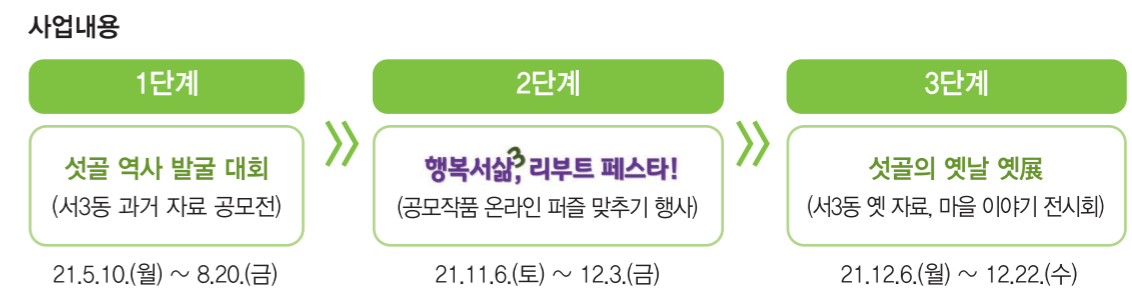 사업내용
1단계
섯골 역사 발굴 대회
(서3동 과거 자료 공모전)
21.5.10.(월) ~ 8.20.(금)
2단계
행복서삶3, 리부트 페스타!
(공모작품 온라인 퍼즐 맞추기 행사)
21.11.6.(토) ~ 12.3.(금)
3단계
섯골의 옛날 옛展
(서3동 옛 자료, 마을 이야기 전시회)
21.12.6.(월) ~ 12.22.(수)